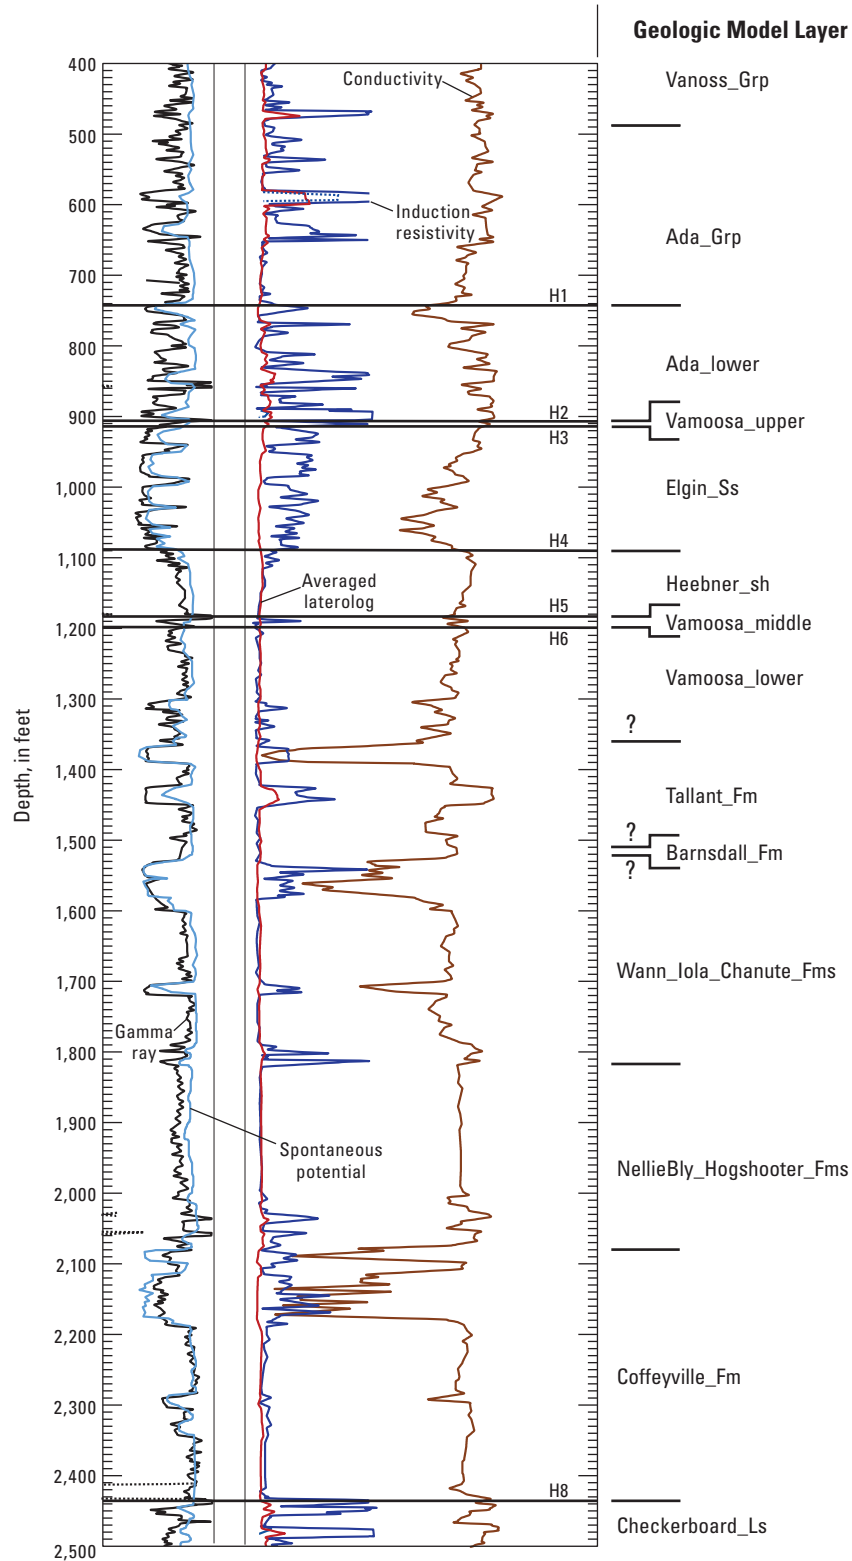 Geologic Model Layer
400
Conductivity
Vanoss_Grp
500
600
Induction
resistivity
Ada_Grp
700
H1
800
Ada_lower
900
H2
Vamoosa_upper
H3
1,000
Elgin_Ss
H4
1,100
Averaged
laterolog
Heebner_sh
H5
Vamoosa_middle
1,200
H6
Vamoosa_lower
1,300
?
1,400
Depth, in feet
Tallant_Fm
1,500
?
Barnsdall_Fm
?
1,600
Wann_Iola_Chanute_Fms
1,700
Gamma
ray
1,800
1,900
Spontaneous
potential
NellieBly_Hogshooter_Fms
2,000
2,100
2,200
Coffeyville_Fm
2,300
2,400
H8
Checkerboard_Ls
2,500